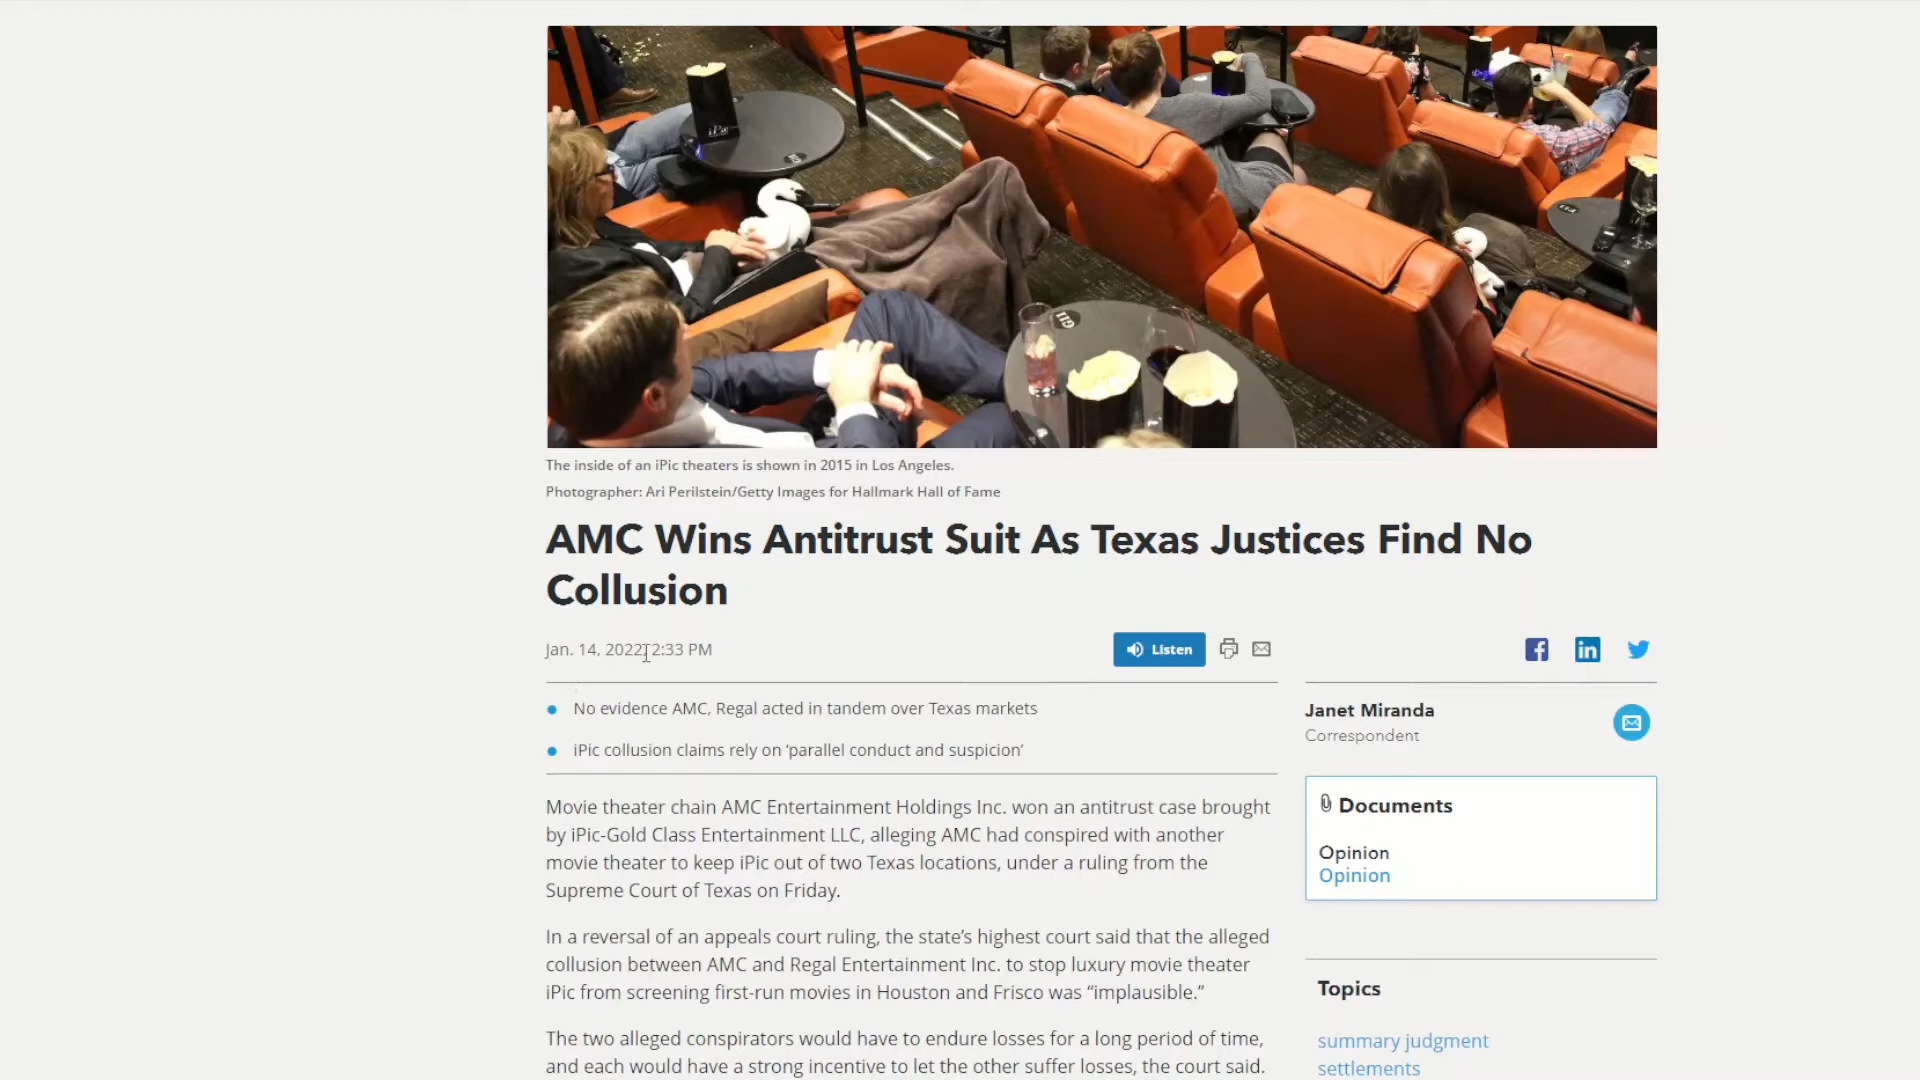 iPic
G11
The inside of an iPic theaters is shown in 2015 in Los Angeles.
Photographer: Ari Perilstein/Getty Images for Hallmark Hall of Fame
AMC Wins Antitrust Suit As Texas Justices Find No
Collusion
Jan. 14, 2022, 2:33 PM
Listen
No evidence AMC, Regal acted in tandem over Texas markets
iPic collusion claims rely on ‘parallel conduct and suspicion’
Movie theater chain AMC Entertainment Holdings Inc. won an antitrust case brought
by iPic-Gold Class Entertainment LLC, alleging AMC had conspired with another
movie theater to keep iPic out of two Texas locations, under a ruling from the
Supreme Court of Texas on Friday.
In a reversal of an appeals court ruling, the state’s highest court said that the alleged
collusion between AMC and Regal Entertainment Inc. to stop luxury movie theater
iPic from screening first-run movies in Houston and Frisco was “implausible.”
The two alleged conspirators would have to endure losses for a long period of time,
and each would have a strong incentive to let the other suffer losses, the court said.
Janet Miranda
Correspondent
Documents
Opinion
Opinion
Topics
summary judgment
settlements